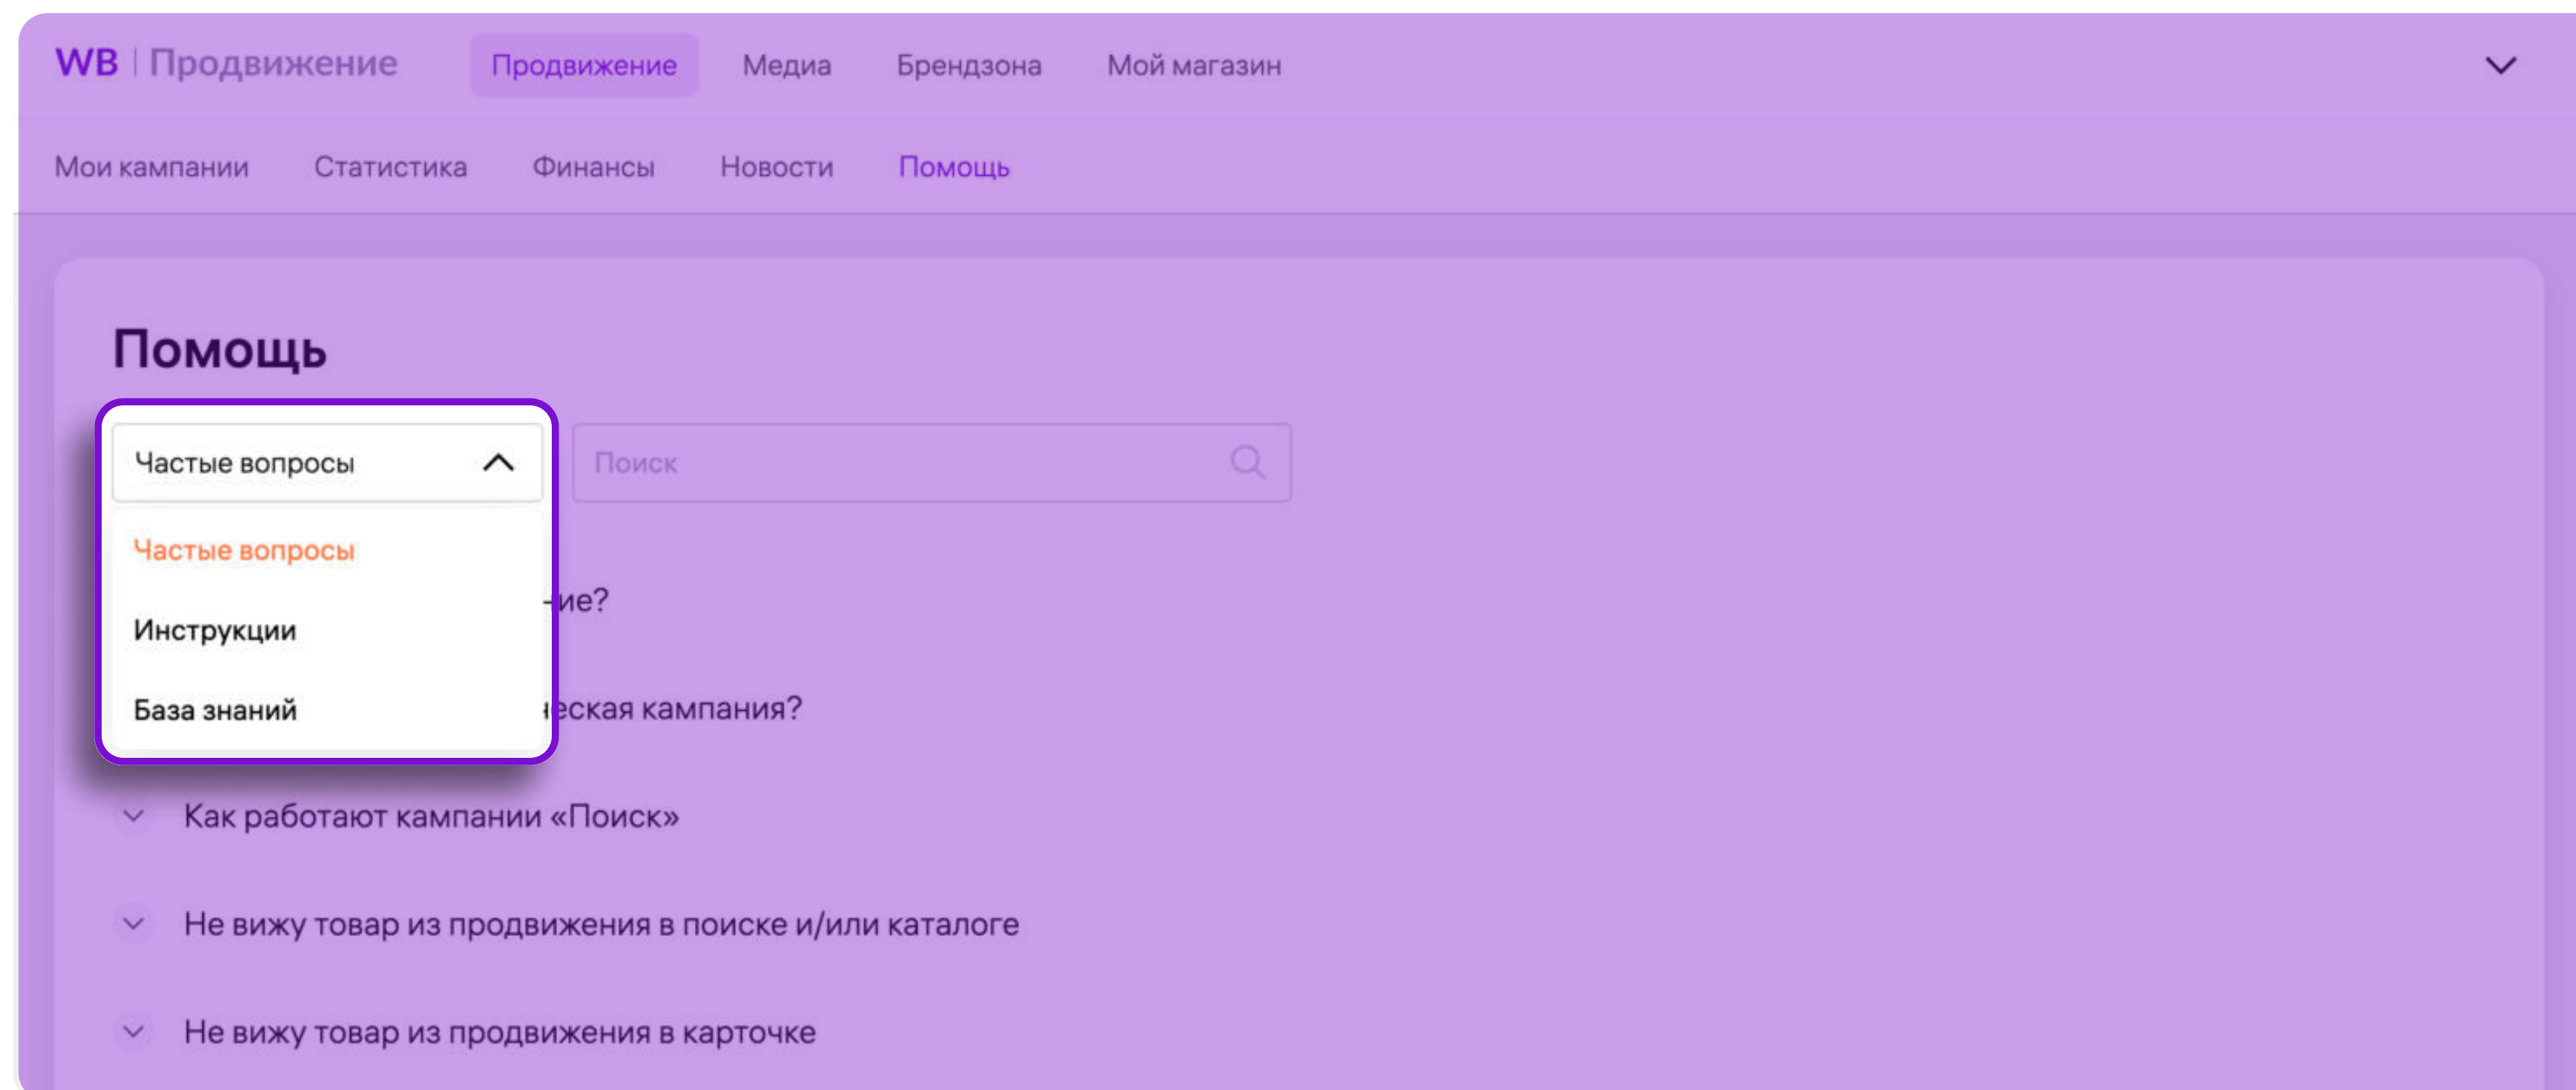 WB | Продвижение Продвижение Медиа Брендзона Мой магазин
Мои кампании Статистика Финансы Новости Помощь
Помощь
Частые вопросы Поиск
Частые вопросы
Инструкции
База знаний
Как работают кампании «Поиск»
Не вижу товар из продвижения в поиске и/или каталоге
Не вижу товар из продвижения в карточке
кампания?